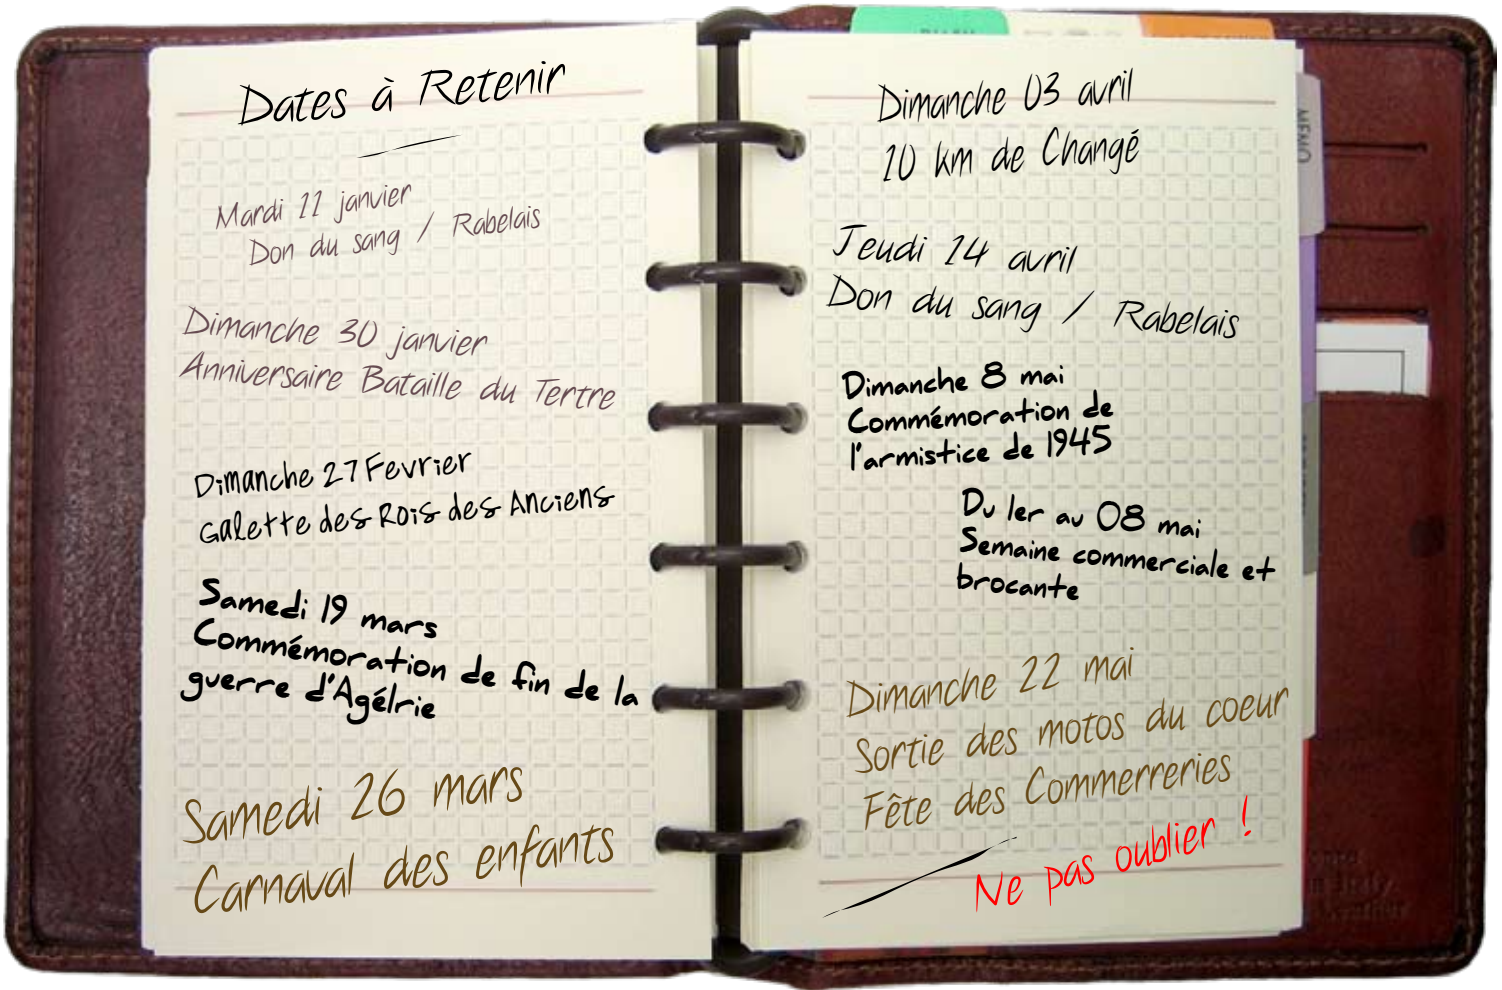 Dates à Retenir
Mardi 11 janvier
Don du sang / Rabelais
Dimanche 30 janvier
Anniversaire Bataille du Tertre
Dimanche 27 Fevrier
Galette des Rois des Anciens
Samedi 19 mars
Commémoration de fin de la
guerre d'Agélrie
Samedi 26 mars
Carnaval des enfants
Dimanche 03 avril
10 km de Changé
Jeudi 14 avril
Don du sang / Rabelais
Dimanche 8 mai
Commémoration de
l'armistice de 1945
Du 1er au 08 mai
Semaine commerciale et
brocante
Dimanche 22 mai
Sortie des motos du coeur
Fête des Commerreries
Ne pas oublier !
MEMO